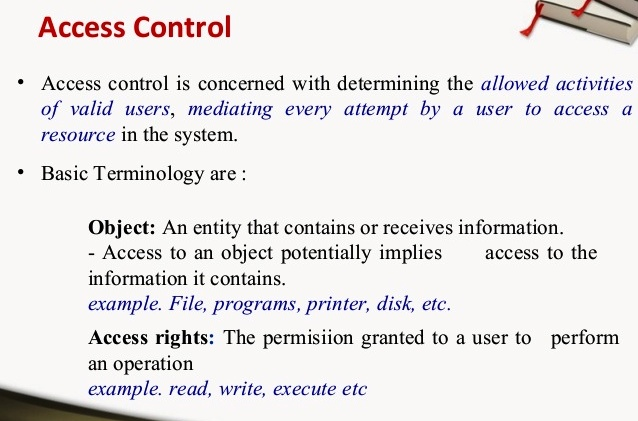 Access Control
• Access control is concerned with determining the allowed activities
of valid users, mediating every attempt by a user to access a
resource in the system.
• Basic Terminology are :
Object: An entity that contains or receives information.
- Access to an object potentially implies access to the
information it contains.
example. File, programs, printer, disk, etc.
Access rights: The permisiion granted to a user to perform
an operation
example. read, write, execute etc